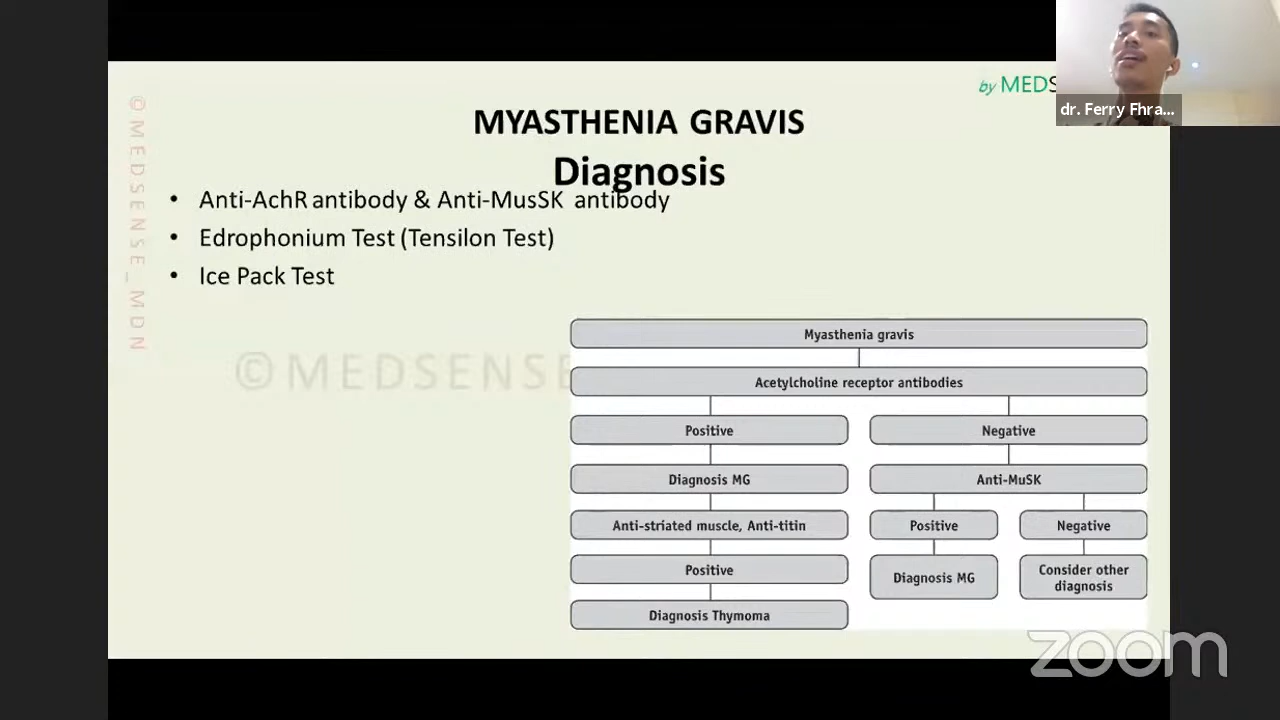 by MEDS
dr. Ferry Fhra...
©MEDSENSE_MDN
MYASTHENIA GRAVIS
Diagnosis
• Anti-AchR antibody & Anti-MusSK antibody
• Edrophonium Test (Tensilon Test)
• Ice Pack Test
©MEDSENSE
Myasthenia gravis
Acetylcholine receptor antibodies
Positive
Negative
Diagnosis MG
Anti-MuSK
Anti-striated muscle, Anti-titin
Positive
Negative
Positive
Diagnosis MG
Consider other
diagnosis
Diagnosis Thymoma
zoom